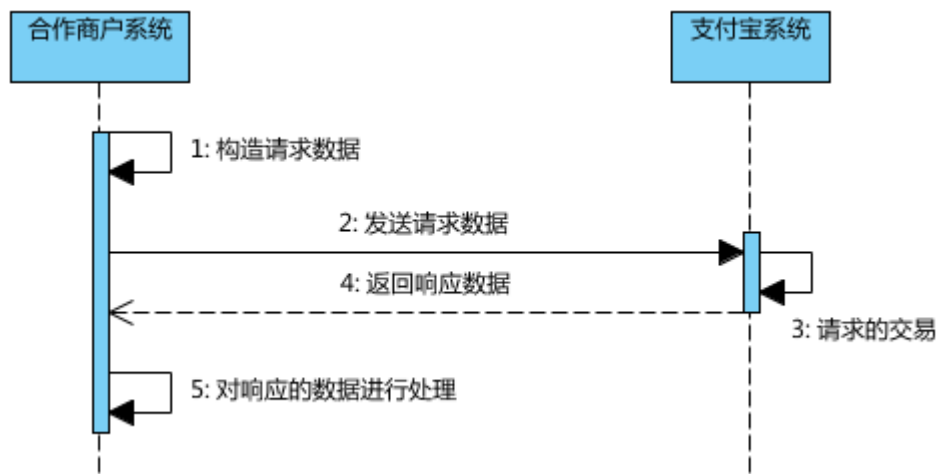 合作商户系统
支付宝系统
1: 构造请求数据
2: 发送请求数据
4: 返回响应数据
3: 请求的交易
5: 对响应的数据进行处理